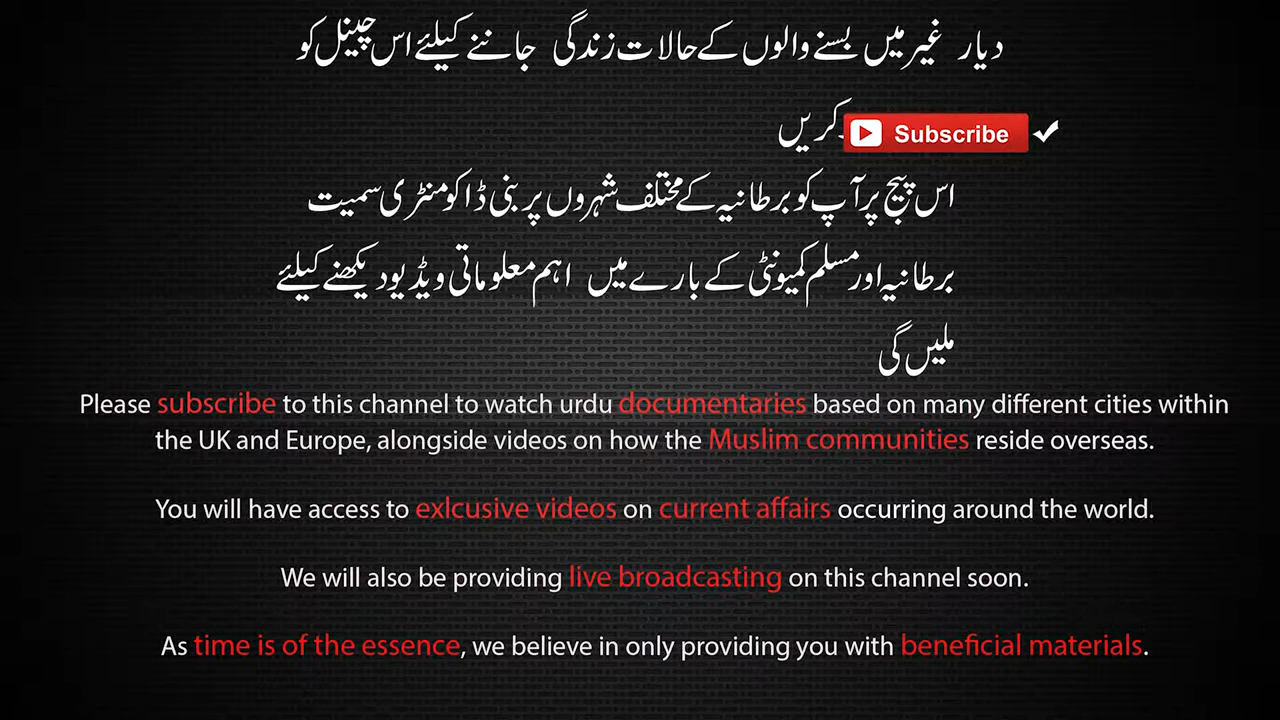 دیار غیر میں بسنے والوں کے حالات زندگی جاننے کیلئے اس چینل کو
Subscribe کریں
اس پیج پر آپ کو برطانیہ کے مختلف شہروں پر بنی ڈاکومنٹری سمیت
برطانیہ اور مسلم کمیونٹی کے بارے میں اہم معلوماتی ویڈیو دیکھنے کیلئے
ملیں گی
Please subscribe to this channel to watch urdu documentaries based on many different cities within
the UK and Europe, alongside videos on how the Muslim communities reside overseas.
You will have access to exlcusive videos on current affairs occurring around the world.
We will also be providing live broadcasting on this channel soon.
As time is of the essence, we believe in only providing you with beneficial materials.